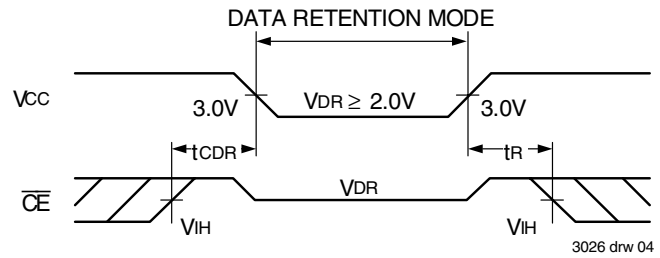 DATA RETENTION MODE
VCC
3.0V
VDR ≥ 2.0V
3.0V
tCDR
tR
CE
VDR
VIH
VIH
3026 drw 04